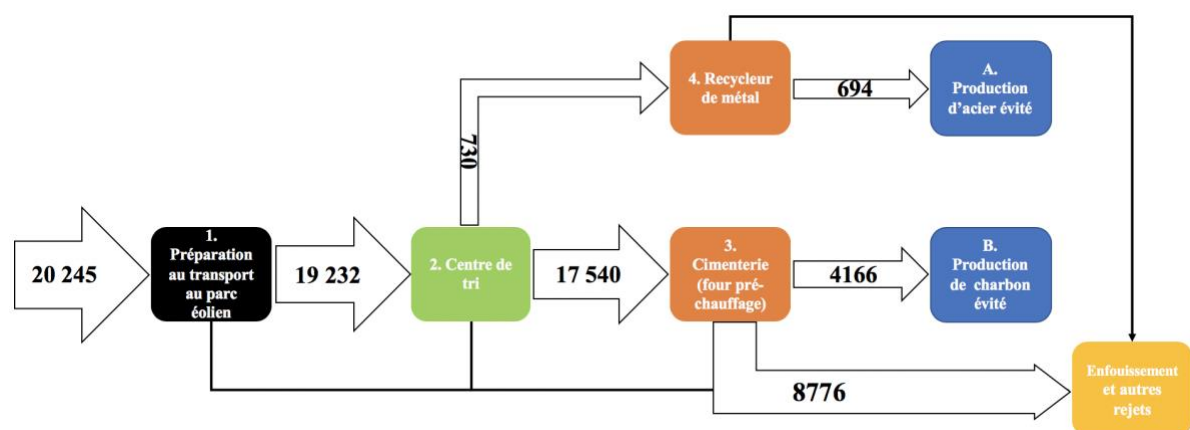 20 245
1.
Préparation
au transport
au parc
éolien
19 232
2. Centre de
tri
730
17 540
4. Recycleur
de métal
694
A.
Production
d'acier évité
3.
Cimenterie
(four pré-
chauffage)
4166
B.
Production
de charbon
évité
8776
Enfouissement
et autres
rejets